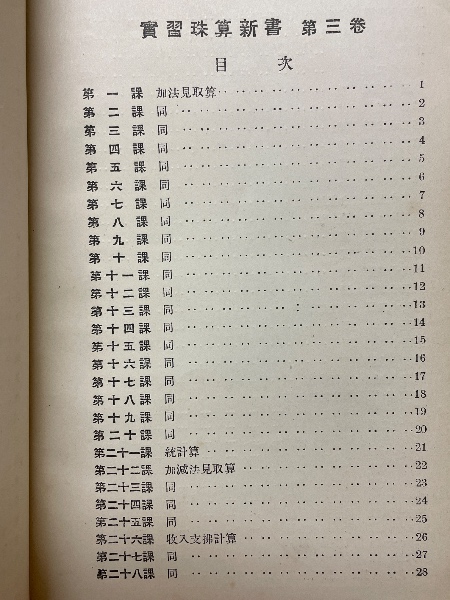 實習珠算新書 第三卷
目次
第一課 加法見取算‥‥‥‥‥‥‥‥1
第二課 同‥‥‥‥‥‥‥‥2
第三課 同‥‥‥‥‥‥‥‥3
第四課 同‥‥‥‥‥‥‥‥4
第五課 同‥‥‥‥‥‥‥‥5
第六課 同‥‥‥‥‥‥‥‥6
第七課 同‥‥‥‥‥‥‥‥7
第八課 同‥‥‥‥‥‥‥‥8
第九課 同‥‥‥‥‥‥‥‥9
第十課 同‥‥‥‥‥‥‥‥10
第十一課 同‥‥‥‥‥‥‥‥11
第十二課 同‥‥‥‥‥‥‥‥12
第十三課 同‥‥‥‥‥‥‥‥13
第十四課 同‥‥‥‥‥‥‥‥14
第十五課 同‥‥‥‥‥‥‥‥15
第十六課 同‥‥‥‥‥‥‥‥16
第十七課 同‥‥‥‥‥‥‥‥17
第十八課 同‥‥‥‥‥‥‥‥18
第十九課 同‥‥‥‥‥‥‥‥19
第二十課 同‥‥‥‥‥‥‥‥20
第二十一課 統計算‥‥‥‥‥‥‥‥21
第二十二課 加減法見取算‥‥‥‥‥‥‥‥22
第二十三課 同‥‥‥‥‥‥‥‥23
第二十四課 同‥‥‥‥‥‥‥‥24
第二十五課 同‥‥‥‥‥‥‥‥25
第二十六課 收入支拂計算‥‥‥‥‥‥‥‥26
第二十七課 同‥‥‥‥‥‥‥‥27
第二十八課 同‥‥‥‥‥‥‥‥28